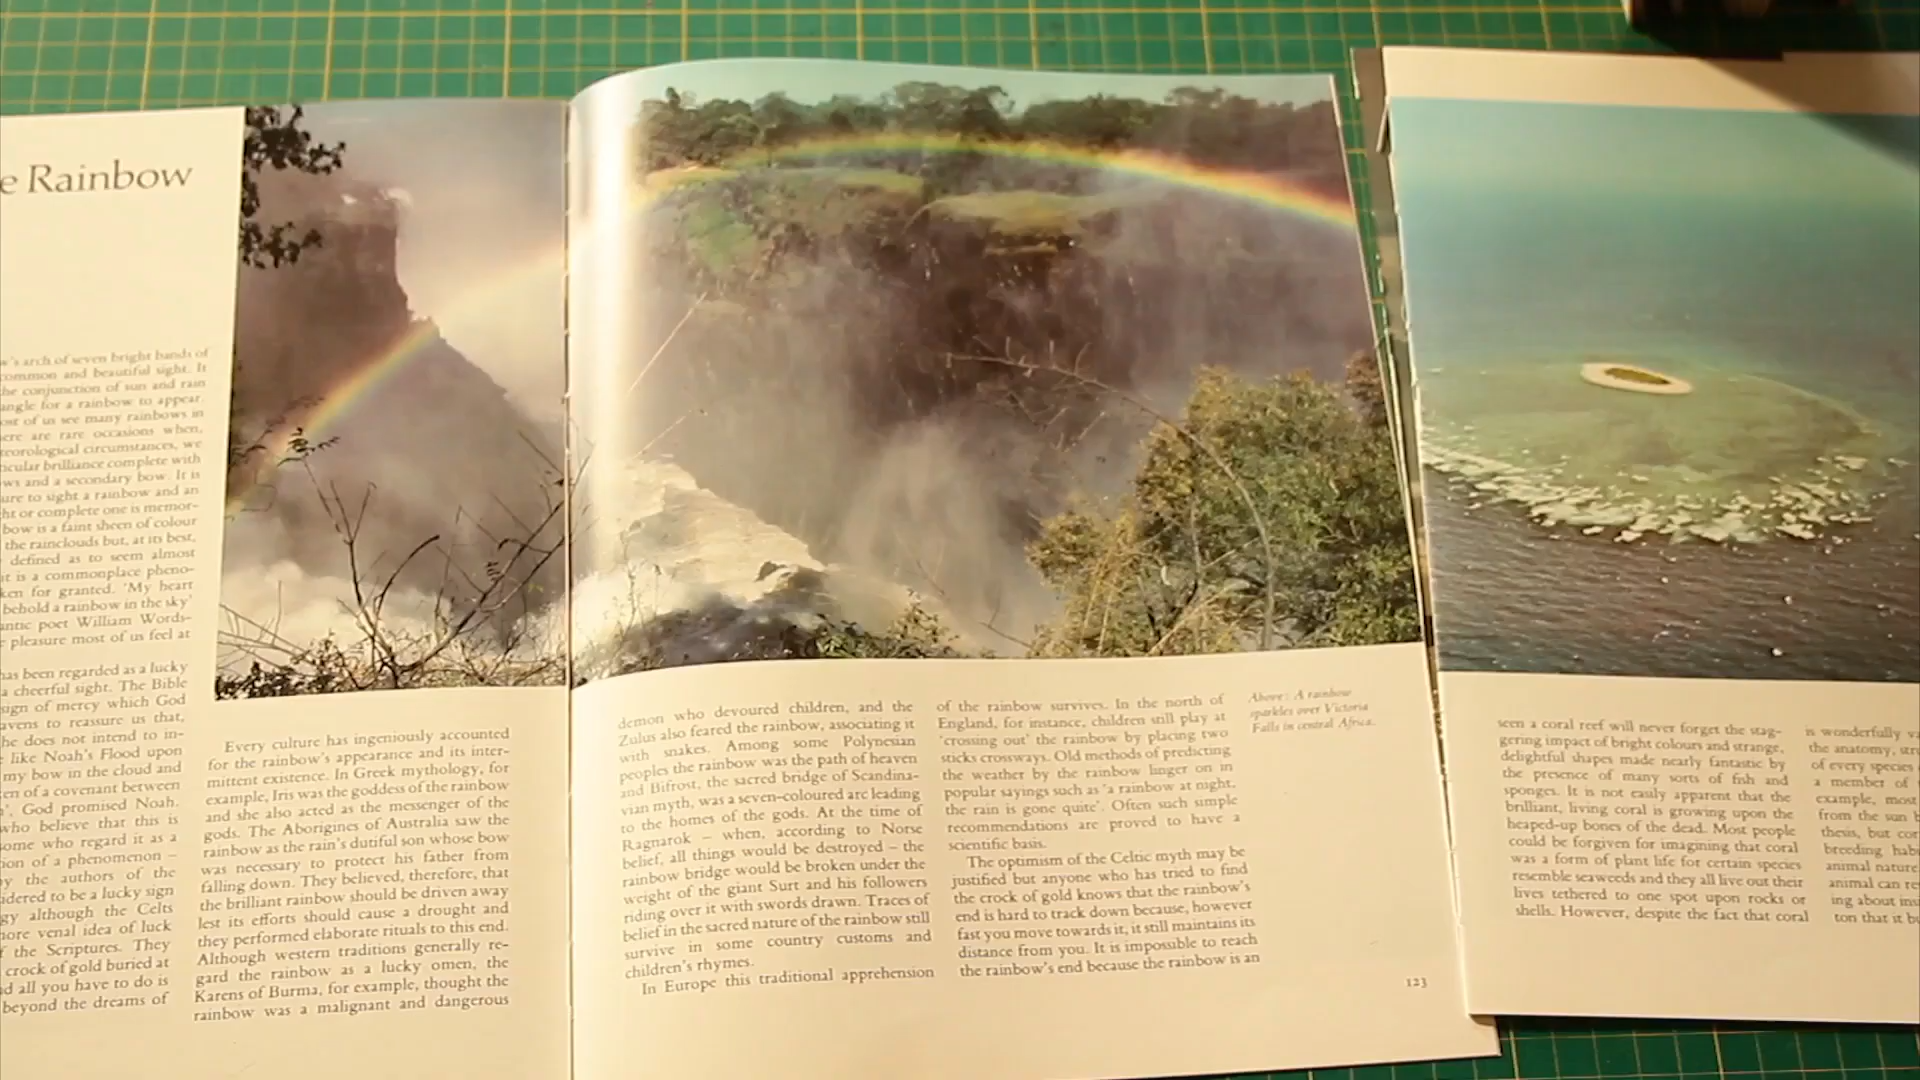 e Rainbow
w's arch of seven bright bands of
common and beautiful sight. It
he conjunction of sun and rain
angle for a rainbow to appear.
ost of us see many rainbows in
ere are rare occasions when,
teorological circumstances, we
icular brilliance complete with
ws and a secondary bow. It is
ure to sight a rainbow and an
ht or complete one is memor-
bow is a faint sheen of colour
the rainclouds but, at its best,
defined as to seem almost
it is a commonplace pheno-
ken for granted. 'My heart
behold a rainbow in the sky'
antic poet William Words-
e pleasure most of us feel at
has been regarded as a lucky
a cheerful sight. The Bible
sign of mercy which God
avens to reassure us that,
he does not intend to in-
like Noah's Flood upon
my bow in the cloud and
en of a covenant between
', God promised Noah.
who believe that this is
ome who regard it as a
ion of a phenomenon –
y the authors of the
idered to be a lucky sign
gy although the Celts
more venal idea of luck
f the Scriptures. They
crock of gold buried at
d all you have to do is
beyond the dreams of
Every culture has ingeniously accounted
for the rainbow's appearance and its inter-
mittent existence. In Greek mythology, for
example, Iris was the goddess of the rainbow
and she also acted as the messenger of the
gods. The Aborigines of Australia saw the
rainbow as the rain's dutiful son whose bow
was necessary to protect his father from
falling down. They believed, therefore, that
the brilliant rainbow should be driven away
lest its efforts should cause a drought and
they performed elaborate rituals to this end.
Although western traditions generally re-
gard the rainbow as a lucky omen, the
Karens of Burma, for example, thought the
rainbow was a malignant and dangerous
demon who devoured children, and the
Zulus also feared the rainbow, associating it
with snakes. Among some Polynesian
peoples the rainbow was the path of heaven
and Bifrost, the sacred bridge of Scandina-
vian myth, was a seven-coloured arc leading
to the homes of the gods. At the time of
Ragnarok – when, according to Norse
belief, all things would be destroyed – the
rainbow bridge would be broken under the
weight of the giant Surt and his followers
riding over it with swords drawn. Traces of
belief in the sacred nature of the rainbow still
survive in some country customs and
children's rhymes.
In Europe this traditional apprehension
of the rainbow survives. In the north of
England, for instance, children still play at
'crossing out' the rainbow by placing two
sticks crossways. Old methods of predicting
the weather by the rainbow linger on in
popular sayings such as 'a rainbow at night,
the rain is gone quite'. Often such simple
recommendations are proved to have a
scientific basis.
The optimism of the Celtic myth may be
justified but anyone who has tried to find
the crock of gold knows that the rainbow's
end is hard to track down because, however
fast you move towards it, it still maintains its
distance from you. It is impossible to reach
the rainbow's end because the rainbow is an
Above: A rainbow
sparkles over Victoria
Falls in central Africa.
123
seen a coral reef will never forget the stag-
gering impact of bright colours and strange,
delightful shapes made nearly fantastic by
the presence of many sorts of fish and
sponges. It is not easily apparent that the
brilliant, living coral is growing upon the
heaped-up bones of the dead. Most people
could be forgiven for imagining that coral
was a form of plant life for certain species
resemble seaweeds and they all live out their
lives tethered to one spot upon rocks or
shells. However, despite the fact that coral
is wonderfully va
the anatomy, str
of every species
a member of
example, most
from the sun b
thesis, but cor
breeding hab
animal nature
animal can re
ing about ins
ton that it bu